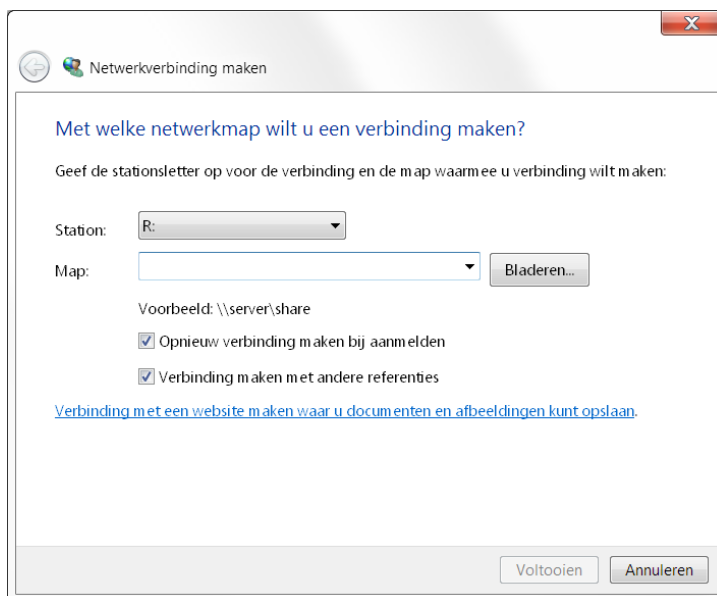 Netwerkverbinding maken
Met welke netwerkmap wilt u een verbinding maken?
Geef de stationsletter op voor de verbinding en de map waarmee u verbinding wilt maken:
Station: R:
Map: Bladeren...
Voorbeeld: \\server\share
Opnieuw verbinding maken bij aanmelden
Verbinding maken met andere referenties
Verbinding met een website maken waar u documenten en afbeeldingen kunt opslaan.
Voltooien Annuleren